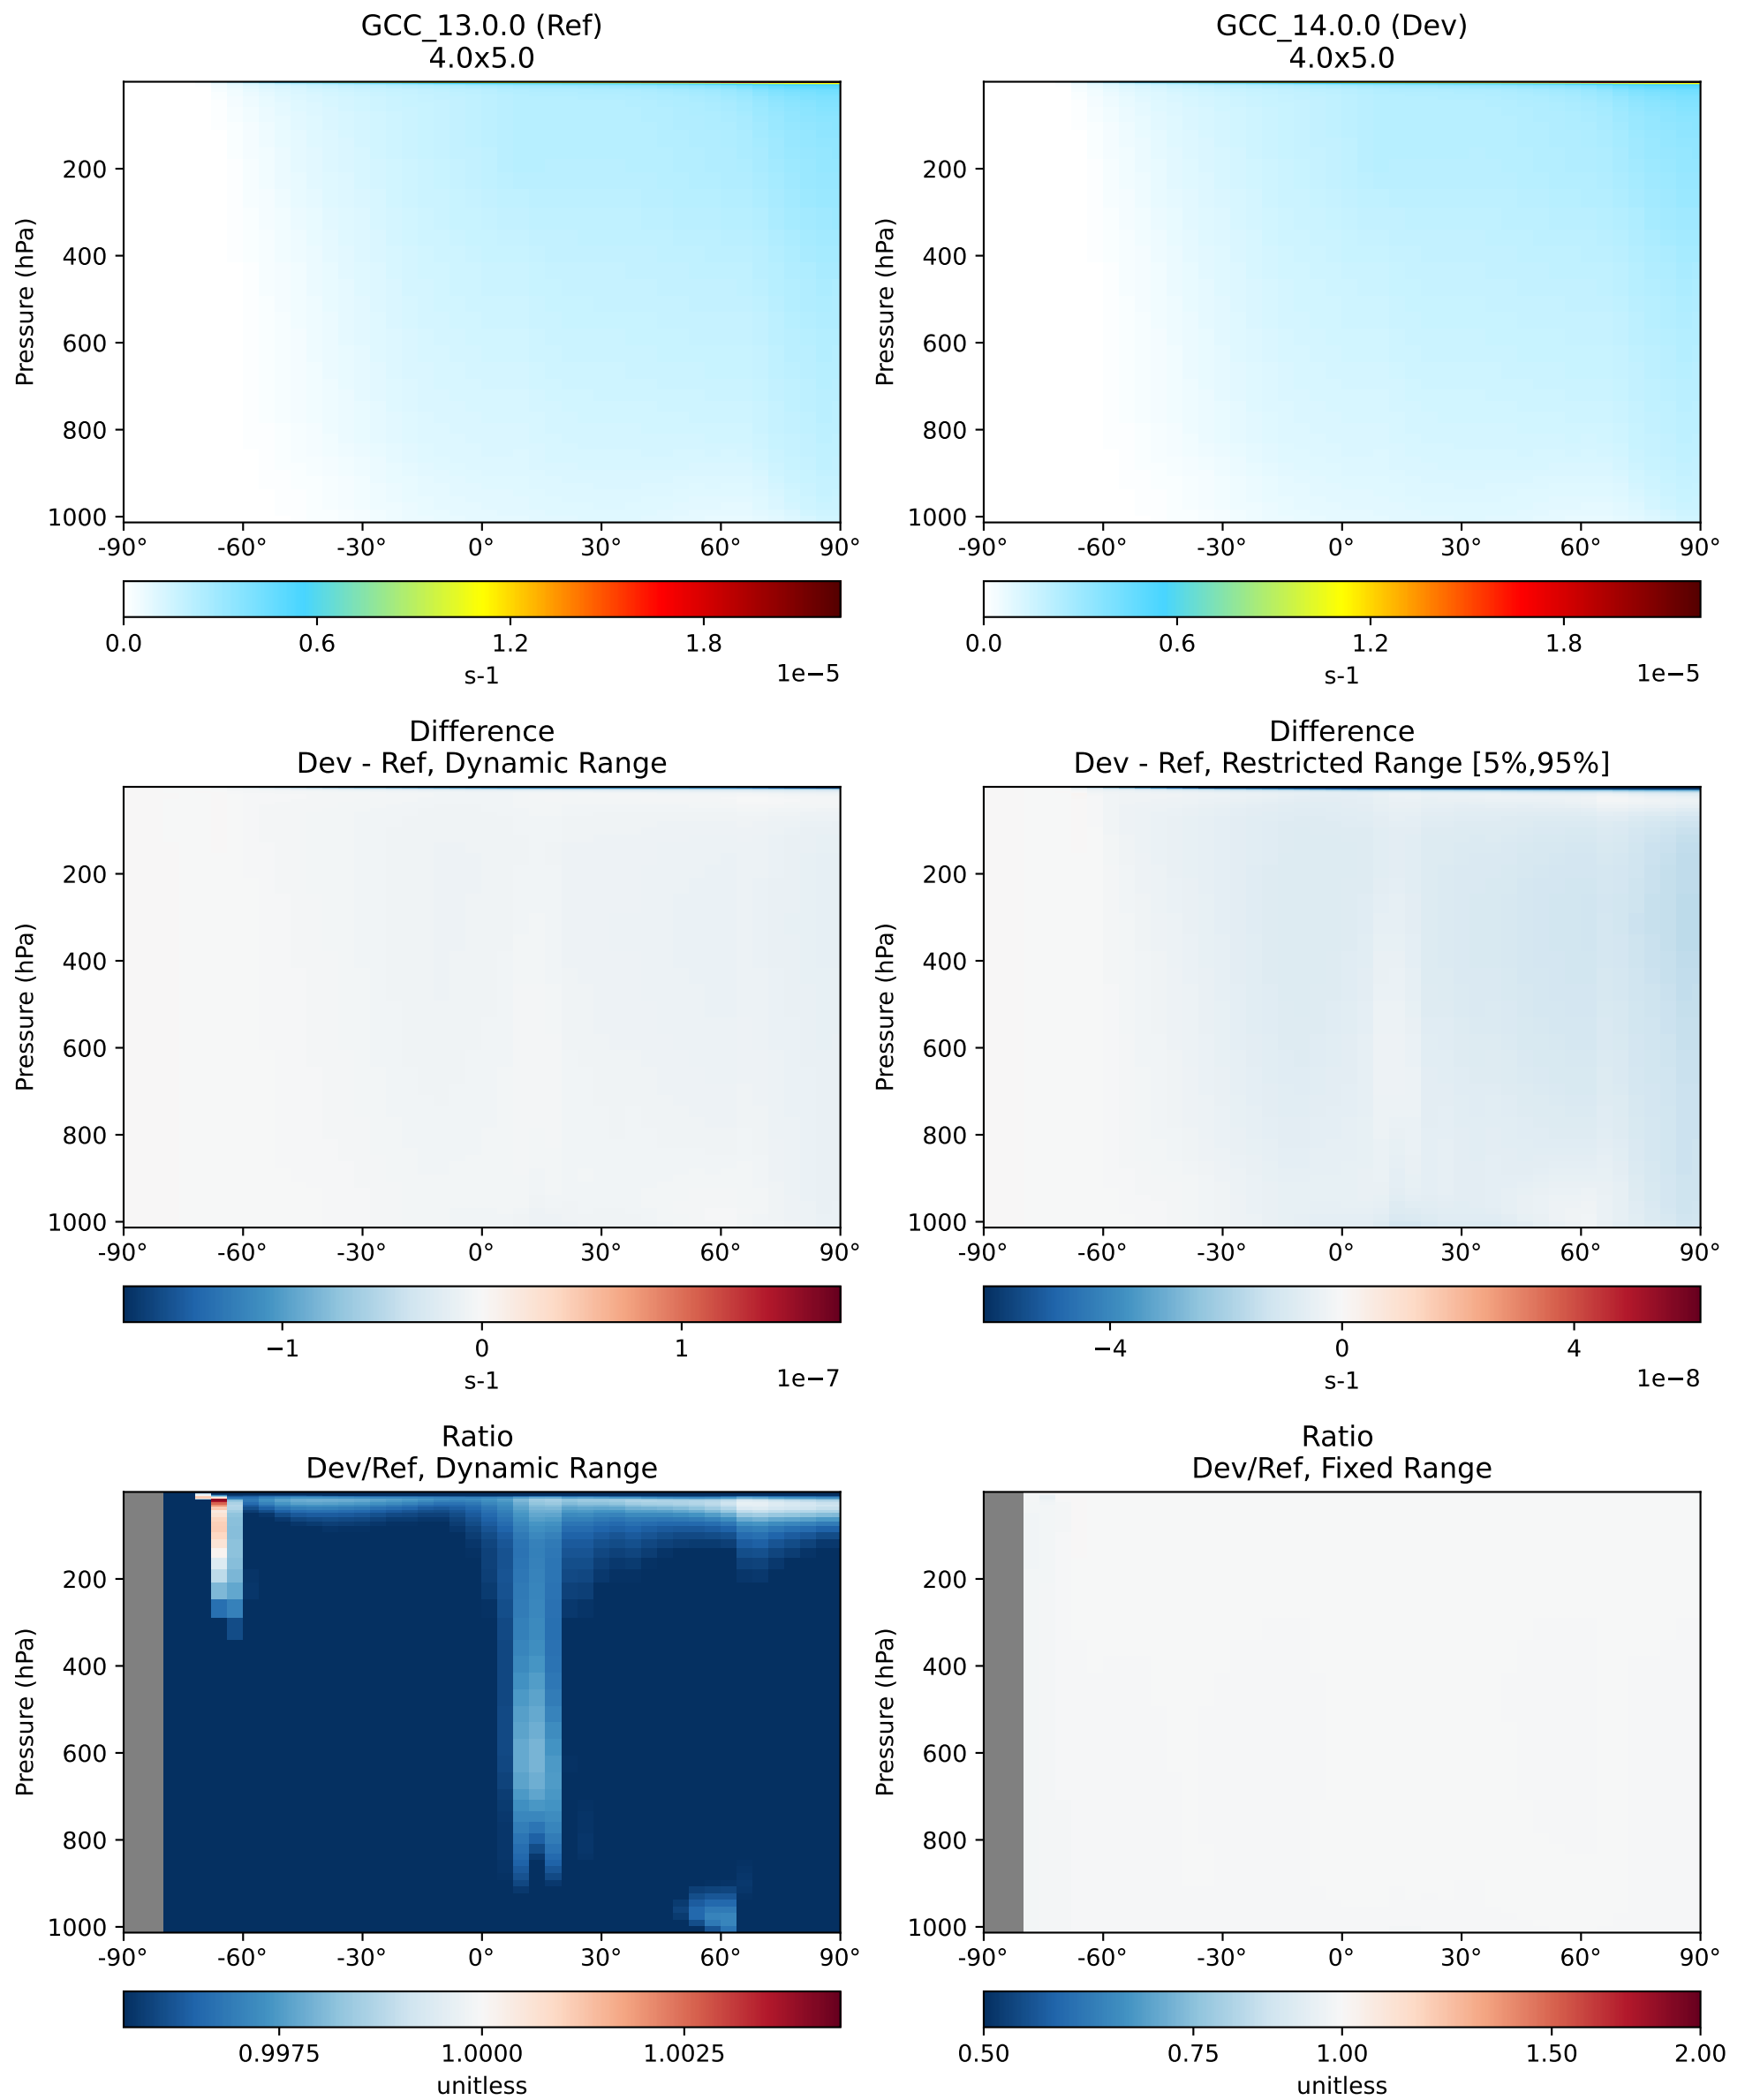 GCC_13.0.0 (Ref)
4.0x5.0
Pressure (hPa)
200
400
600
800
1000
-90° -60° -30° 0° 30° 60° 90°
0.0 0.6 1.2 1.8
s-1 1e−5
GCC_14.0.0 (Dev)
4.0x5.0
Pressure (hPa)
200
400
600
800
1000
-90° -60° -30° 0° 30° 60° 90°
0.0 0.6 1.2 1.8
s-1 1e−5
Difference
Dev - Ref, Dynamic Range
Pressure (hPa)
200
400
600
800
1000
-90° -60° -30° 0° 30° 60° 90°
−1 0 1
s-1 1e−7
Difference
Dev - Ref, Restricted Range [5%,95%]
Pressure (hPa)
200
400
600
800
1000
-90° -60° -30° 0° 30° 60° 90°
−4 0 4
s-1 1e−8
Ratio
Dev/Ref, Dynamic Range
Pressure (hPa)
200
400
600
800
1000
-90° -60° -30° 0° 30° 60° 90°
0.9975 1.0000 1.0025
unitless
Ratio
Dev/Ref, Fixed Range
Pressure (hPa)
200
400
600
800
1000
-90° -60° -30° 0° 30° 60° 90°
0.50 0.75 1.00 1.50 2.00
unitless